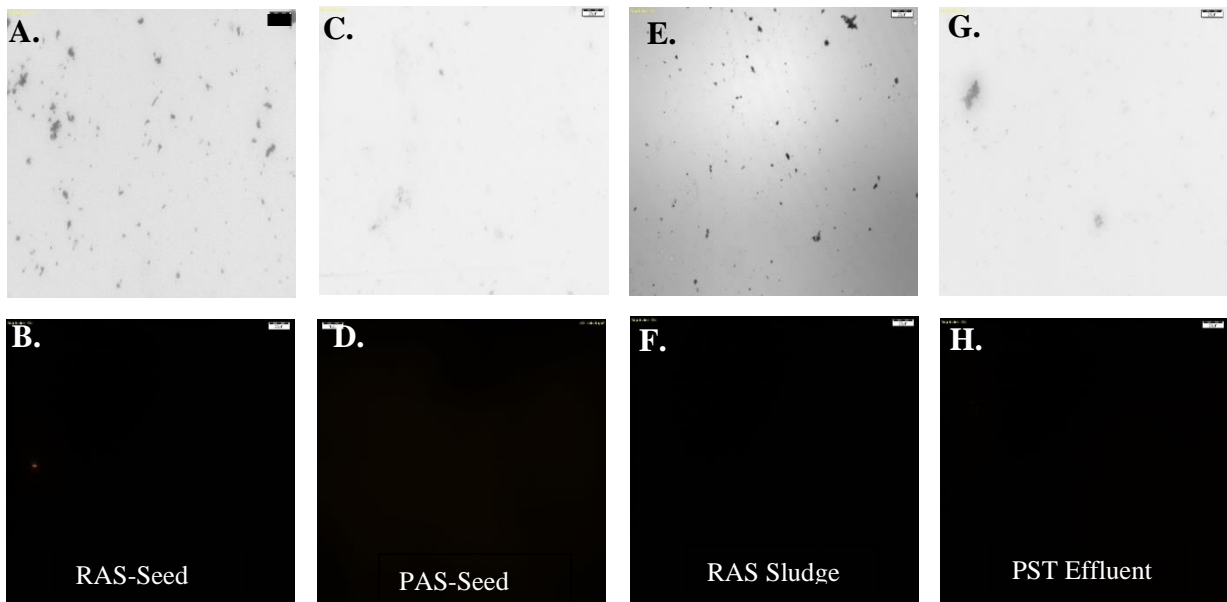 A.
C.
E.
G.
B.
D.
F.
H.
RAS-Seed
PAS-Seed
RAS Sludge
PST Effluent